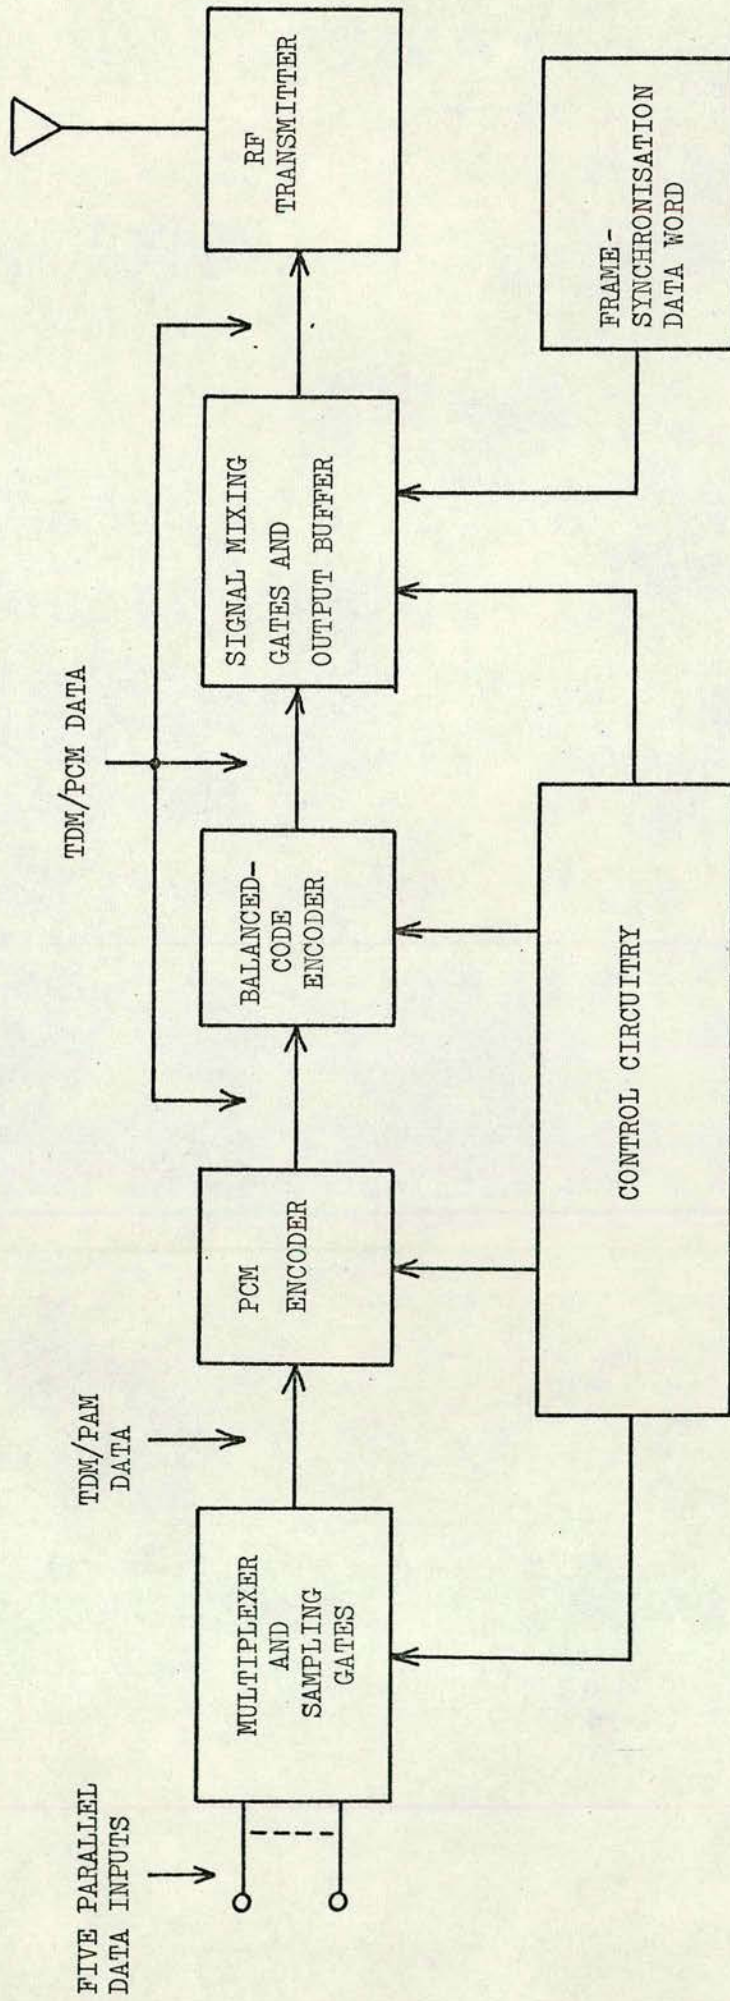 FIVE PARALLEL
DATA INPUTS
MULTIPLEXER
AND
SAMPLING
GATES
TDM/PAM
DATA
PCM
ENCODER
BALANCED-
CODE
ENCODER
TDM/PCM DATA
SIGNAL MIXING
GATES AND
OUTPUT BUFFER
RF
TRANSMITTER
CONTROL CIRCUITRY
FRAME-
SYNCHRONISATION
DATA WORD